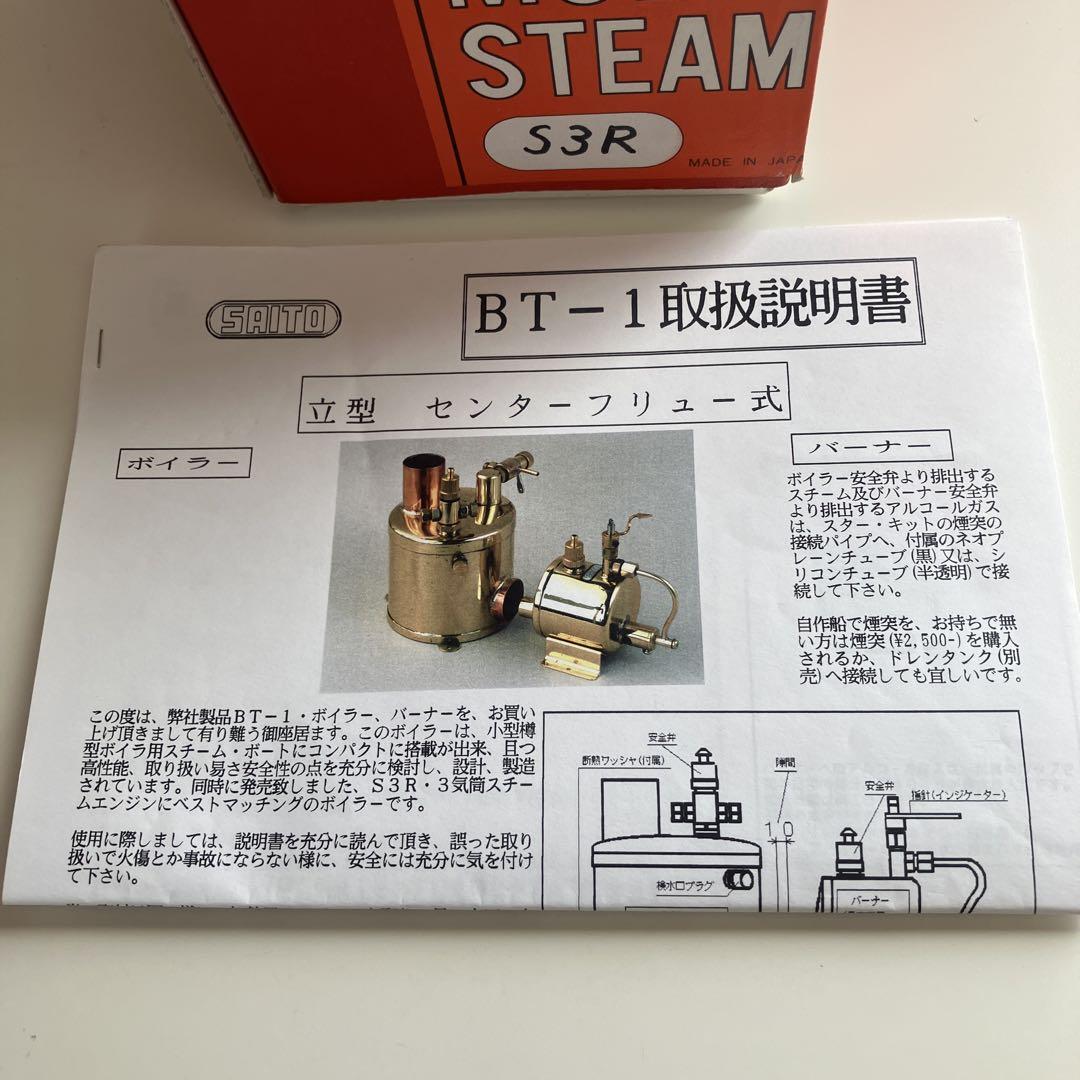 STEAM
S3R
MADE IN JAPA
SAITO
BT-1取扱説明書
立型 センターフリュー式
ボイラー
バーナー
ボイラー安全弁より排出する
スチーム及びバーナー安全弁
より排出するアルコールガス
は、スター・キットの煙突の
接続パイプへ、付属のネオプ
レーンチューブ(黒)又は、シ
リコンチューブ(半透明)で接
続して下さい。
自作船で煙突を、お持ちで無
い方は煙突(¥2,500-)を購入
されるか、ドレンタンク(別
売)へ接続しても宜しいです。
この度は、弊社製品BT-1・ボイラー、バーナーを、お買い
上げ頂きまして有り難う御座居ます。このボイラーは、小型樽
型ボイラ用スチーム・ボートにコンパクトに搭載が出来、且つ
高性能、取り扱い易さ安全性の点を充分に検討し、設計、製造
されています。同時に発売致しました、S3R・3気筒スチー
ムエンジンにベストマッチングのボイラーです。
使用に際しましては、説明書を充分に読んで頂き、誤った取り
扱いで火傷とか事故にならない様に、安全には充分に気を付け
て下さい。
安全弁
断熱ワッシャ(付属)
隙間
安全弁
指針(インジケーター)
10
検水口プラグ
バーナー